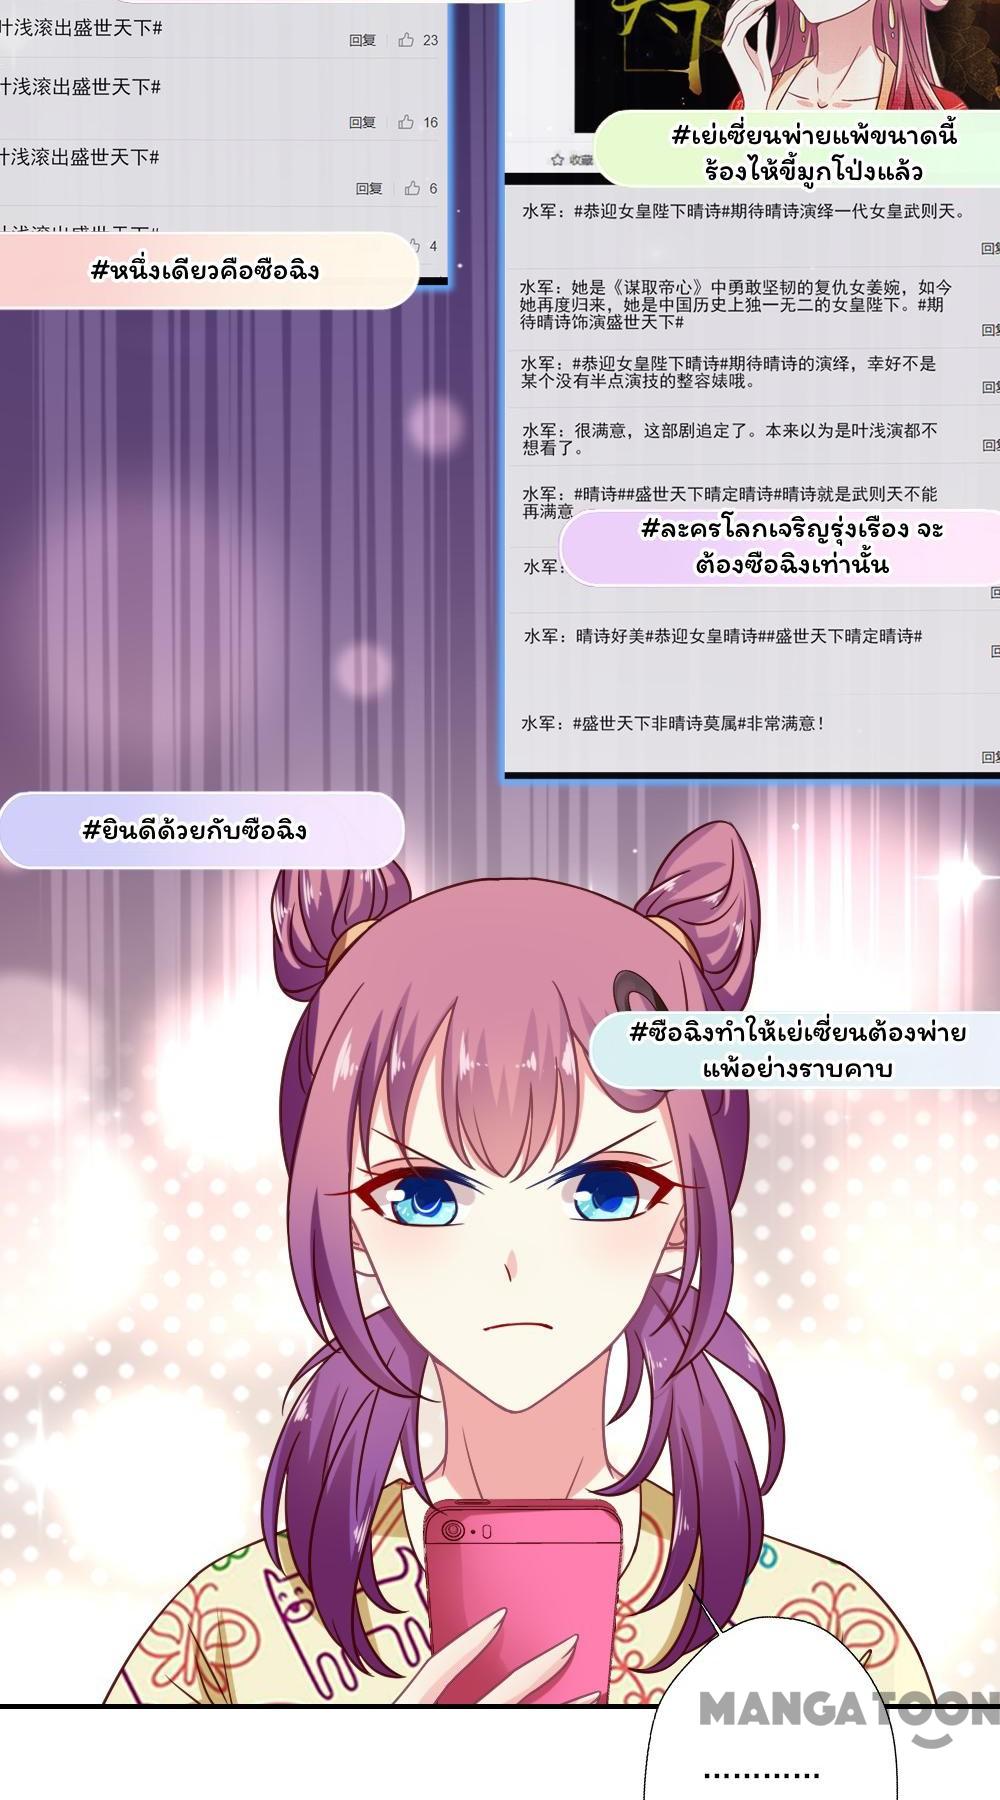 叶浅滚出盛世天下#
回复 23
叶浅滚出盛世天下#
回复 16
叶浅滚出盛世天下#
回复 6
4
#หนึ่งเดียวคือซือฉิง
#เย่เซี่ยนพ่ายแพ้ขนาดนี้
ร้องไห้ขี้มูกโป่งแล้ว
☆ 收藏
水军：#恭迎女皇陛下晴诗#期待晴诗演绎一代女皇武则天。
水军：她是《谋取帝心》中勇敢坚韧的复仇女姜婉，如今
她再度归来，她是中国历史上独一无二的女皇陛下。#期
待晴诗饰演盛世天下#
水军：#恭迎女皇陛下晴诗#期待晴诗的演绎，幸好不是
某个没有半点演技的整容婊哦。
水军：很满意，这部剧追定了。本来以为是叶浅演都不
想看了。
水军：#晴诗##盛世天下晴定晴诗#晴诗就是武则天不能
再满意
#ละครโลกเจริญรุ่งเรือง จะ
ต้องซือฉิงเท่านั้น
水军：
水军：晴诗好美#恭迎女皇晴诗##盛世天下晴定晴诗#
水军：#盛世天下非晴诗莫属#非常满意！
#ยินดีด้วยกับซือฉิง
#ซือฉิงทำให้เย่เซี่ยนต้องพ่าย
แพ้อย่างราบคาบ
MANGATOON
............